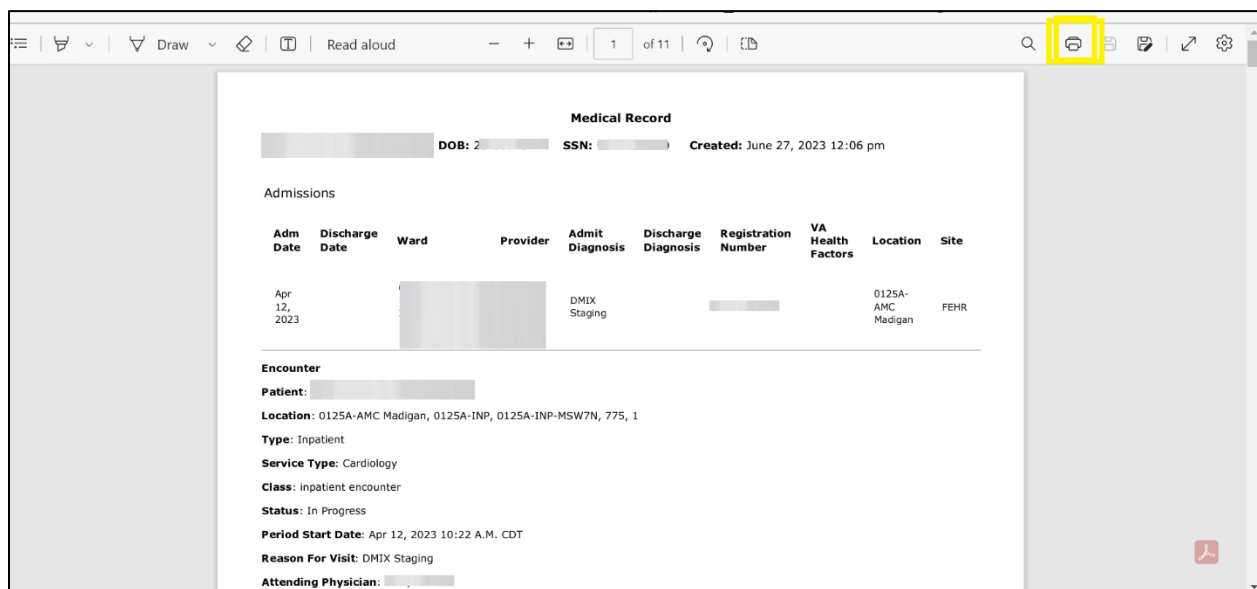 Draw Read aloud 1 of 11
Medical Record
DOB: 2 SSN: Created: June 27, 2023 12:06 pm
Admissions
Adm Date Discharge Date Ward Provider Admit Diagnosis Discharge Diagnosis Registration Number VA Health Factors Location Site
Apr 12, 2023 DMIX Staging 0125A-AMC Madigan FEHR
Encounter
Patient:
Location: 0125A-AMC Madigan, 0125A-INP, 0125A-INP-MSW7N, 775, 1
Type: Inpatient
Service Type: Cardiology
Class: inpatient encounter
Status: In Progress
Period Start Date: Apr 12, 2023 10:22 A.M. CDT
Reason For Visit: DMIX Staging
Attending Physician: